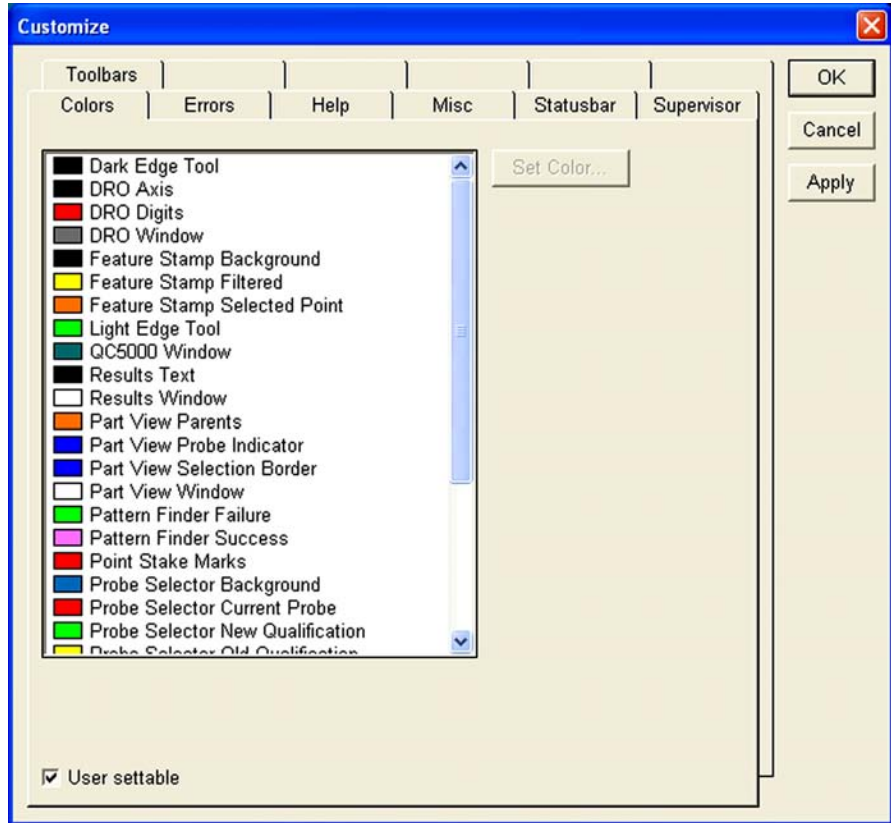 Customize
Toolbars
Colors Errors Help Misc Statusbar Supervisor
OK
Cancel
Apply
Set Color...
Dark Edge Tool
DRO Axis
DRO Digits
DRO Window
Feature Stamp Background
Feature Stamp Filtered
Feature Stamp Selected Point
Light Edge Tool
QC5000 Window
Results Text
Results Window
Part View Parents
Part View Probe Indicator
Part View Selection Border
Part View Window
Pattern Finder Failure
Pattern Finder Success
Point Stake Marks
Probe Selector Background
Probe Selector Current Probe
Probe Selector New Qualification
Probe Selector Old Qualification
User settable